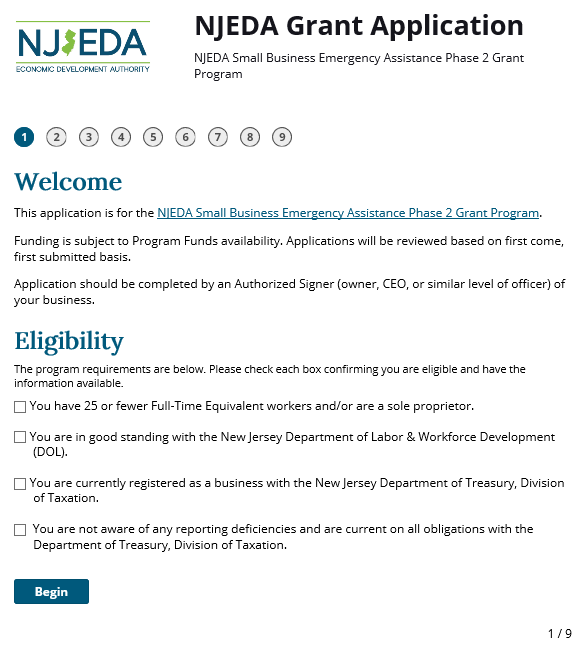 NJEDA
ECONOMIC DEVELOPMENT AUTHORITY
NJEDA Grant Application
NJEDA Small Business Emergency Assistance Phase 2 Grant
Program
1 2 3 4 5 6 7 8 9
Welcome
This application is for the NJEDA Small Business Emergency Assistance Phase 2 Grant Program.
Funding is subject to Program Funds availability. Applications will be reviewed based on first come,
first submitted basis.
Application should be completed by an Authorized Signer (owner, CEO, or similar level of officer) of
your business.
Eligibility
The program requirements are below. Please check each box confirming you are eligible and have the
information available.
You have 25 or fewer Full-Time Equivalent workers and/or are a sole proprietor.
You are in good standing with the New Jersey Department of Labor & Workforce Development
(DOL).
You are currently registered as a business with the New Jersey Department of Treasury, Division
of Taxation.
You are not aware of any reporting deficiencies and are current on all obligations with the
Department of Treasury, Division of Taxation.
Begin
1 / 9